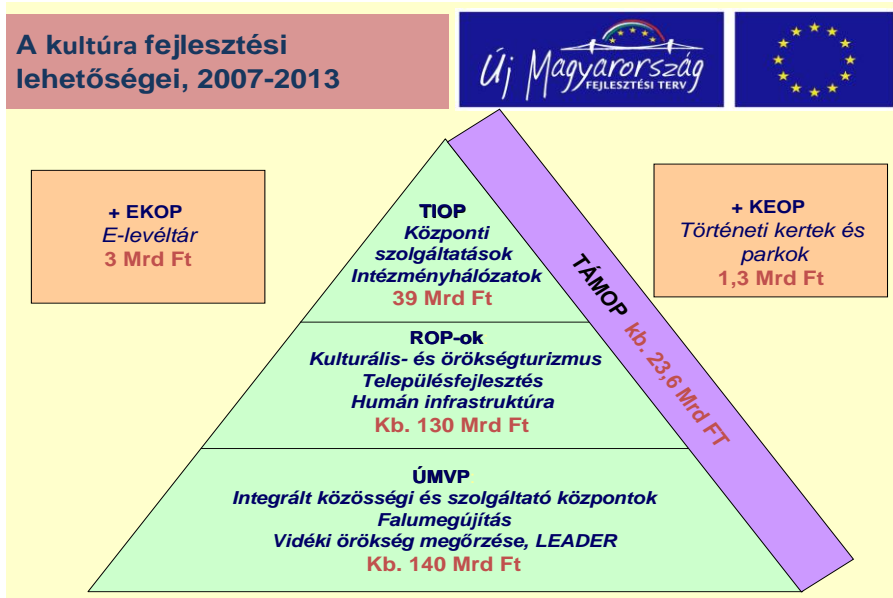 A kultúra fejlesztési
lehetőségei, 2007-2013
Új Magyarország
FEJLESZTÉSI TERV
+ EKOP
E-levéltár
3 Mrd Ft
TIOP
Központi
szolgáltatások
Intézményhálózatok
39 Mrd Ft
+ KEOP
Történeti kertek és
parkok
1,3 Mrd Ft
TÁMOP kb. 23,6 Mrd FT
ROP-ok
Kulturális- és örökségturizmus
Településfejlesztés
Humán infrastruktúra
Kb. 130 Mrd Ft
ÚMVP
Integrált közösségi és szolgáltató központok
Falumegújítás
Vidéki örökség megőrzése, LEADER
Kb. 140 Mrd Ft